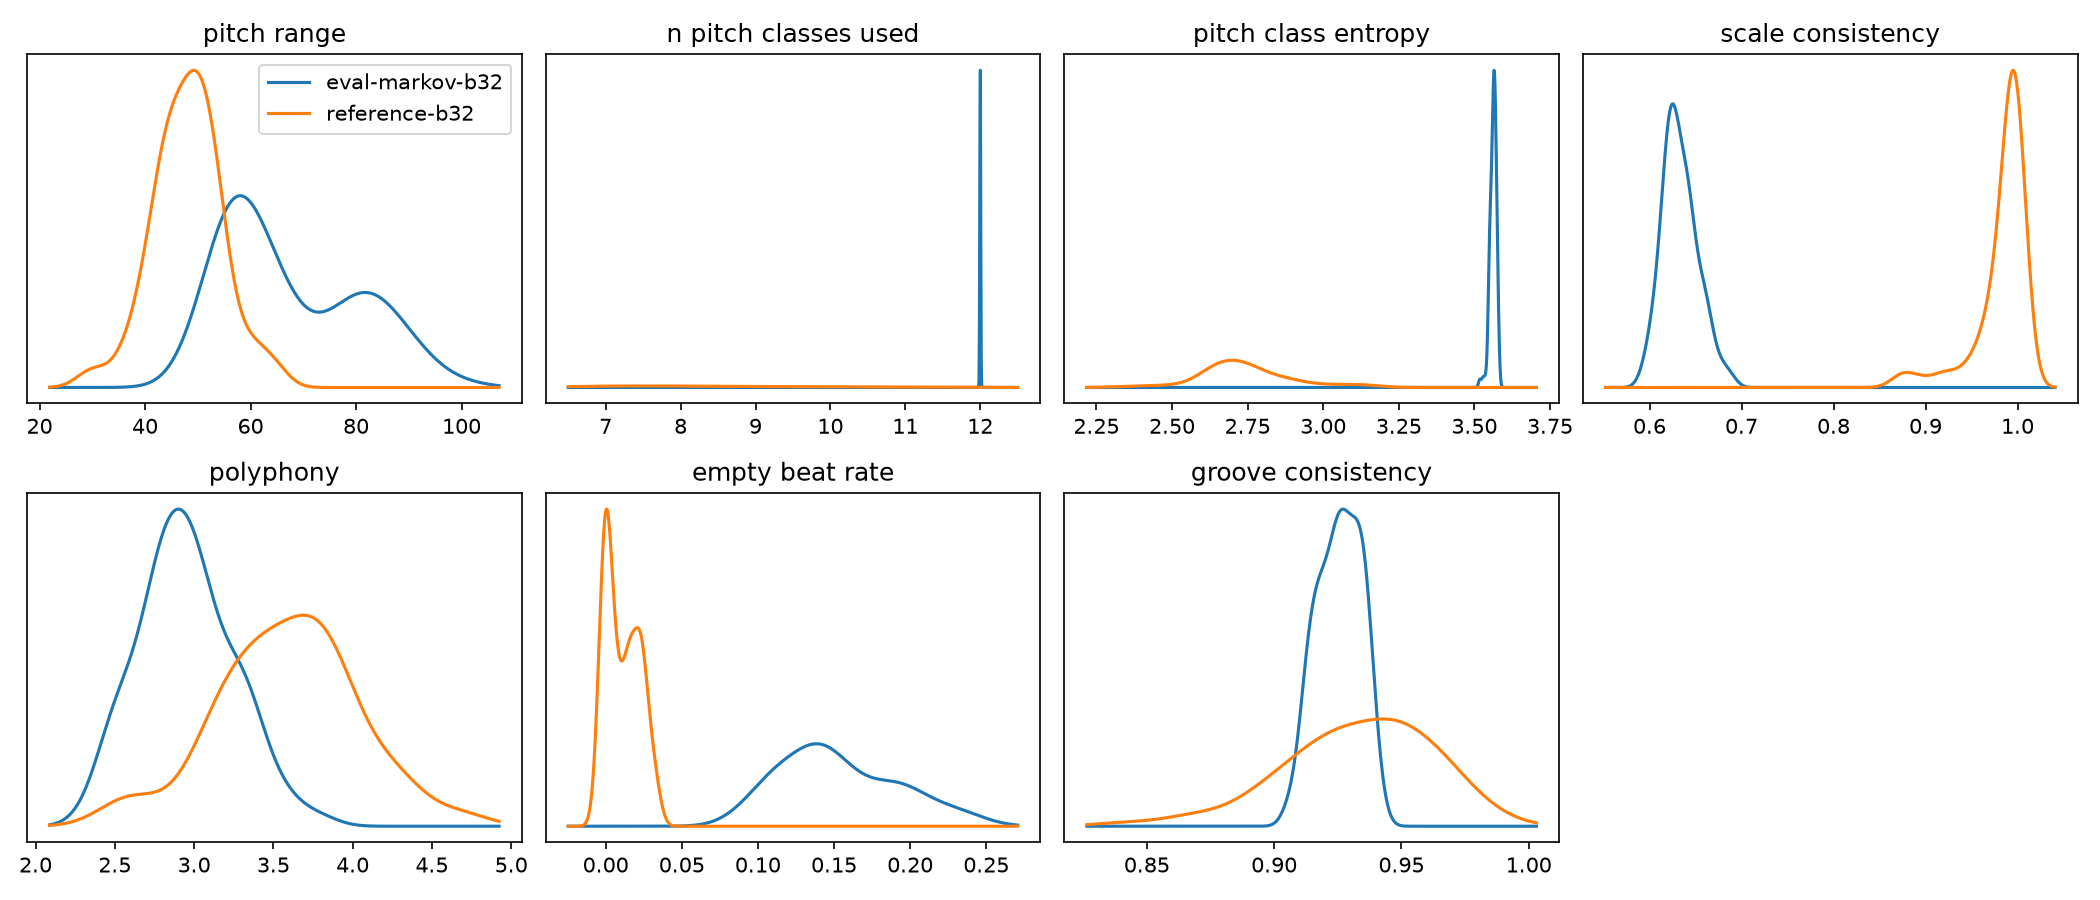 pitch range
n pitch classes used
pitch class entropy
scale consistency
eval-markov-b32
reference-b32
20 40 60 80 100
7 8 9 10 11 12
2.25 2.50 2.75 3.00 3.25 3.50 3.75
0.6 0.7 0.8 0.9 1.0
polyphony
empty beat rate
groove consistency
2.0 2.5 3.0 3.5 4.0 4.5 5.0
0.00 0.05 0.10 0.15 0.20 0.25
0.85 0.90 0.95 1.00